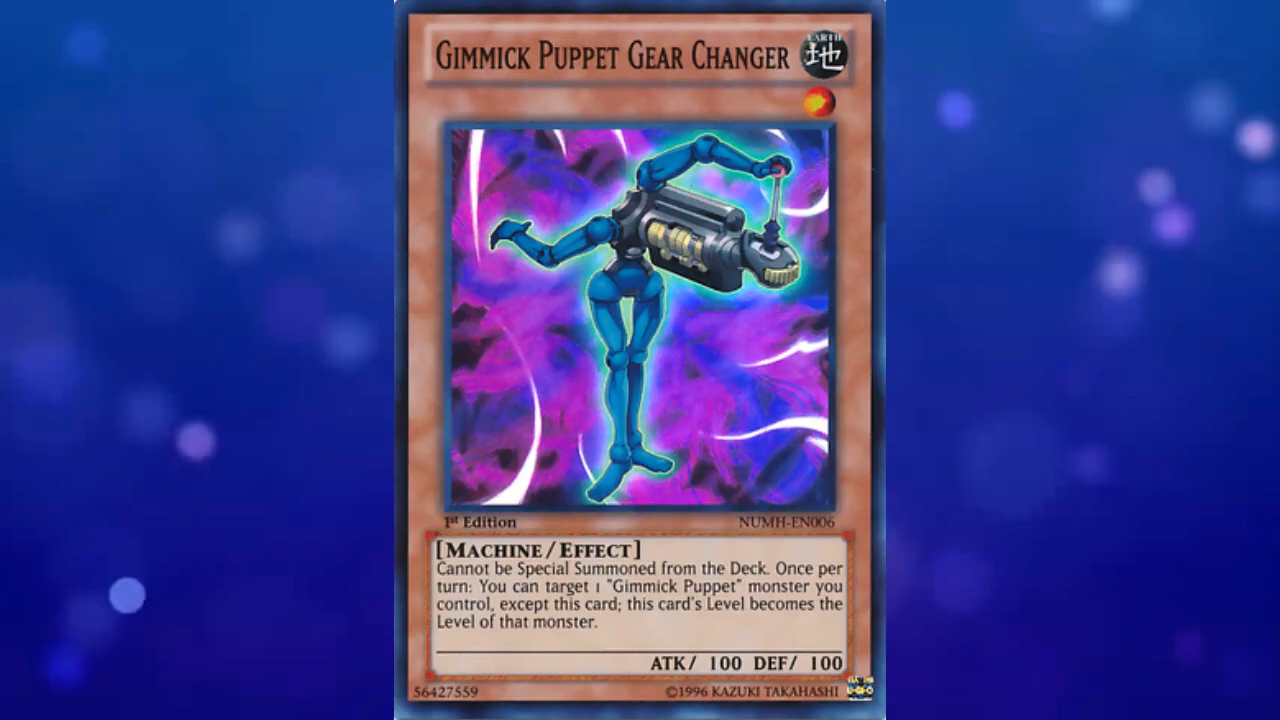 Gimmick Puppet Gear Changer
EARTH
地
1st Edition
NUMH-EN006
[Machine/Effect]
Cannot be Special Summoned from the Deck. Once per
turn: You can target 1 "Gimmick Puppet" monster you
control, except this card; this card's Level becomes the
Level of that monster.
ATK/ 100 DEF/ 100
56427559
©1996 KAZUKI TAKAHASHI